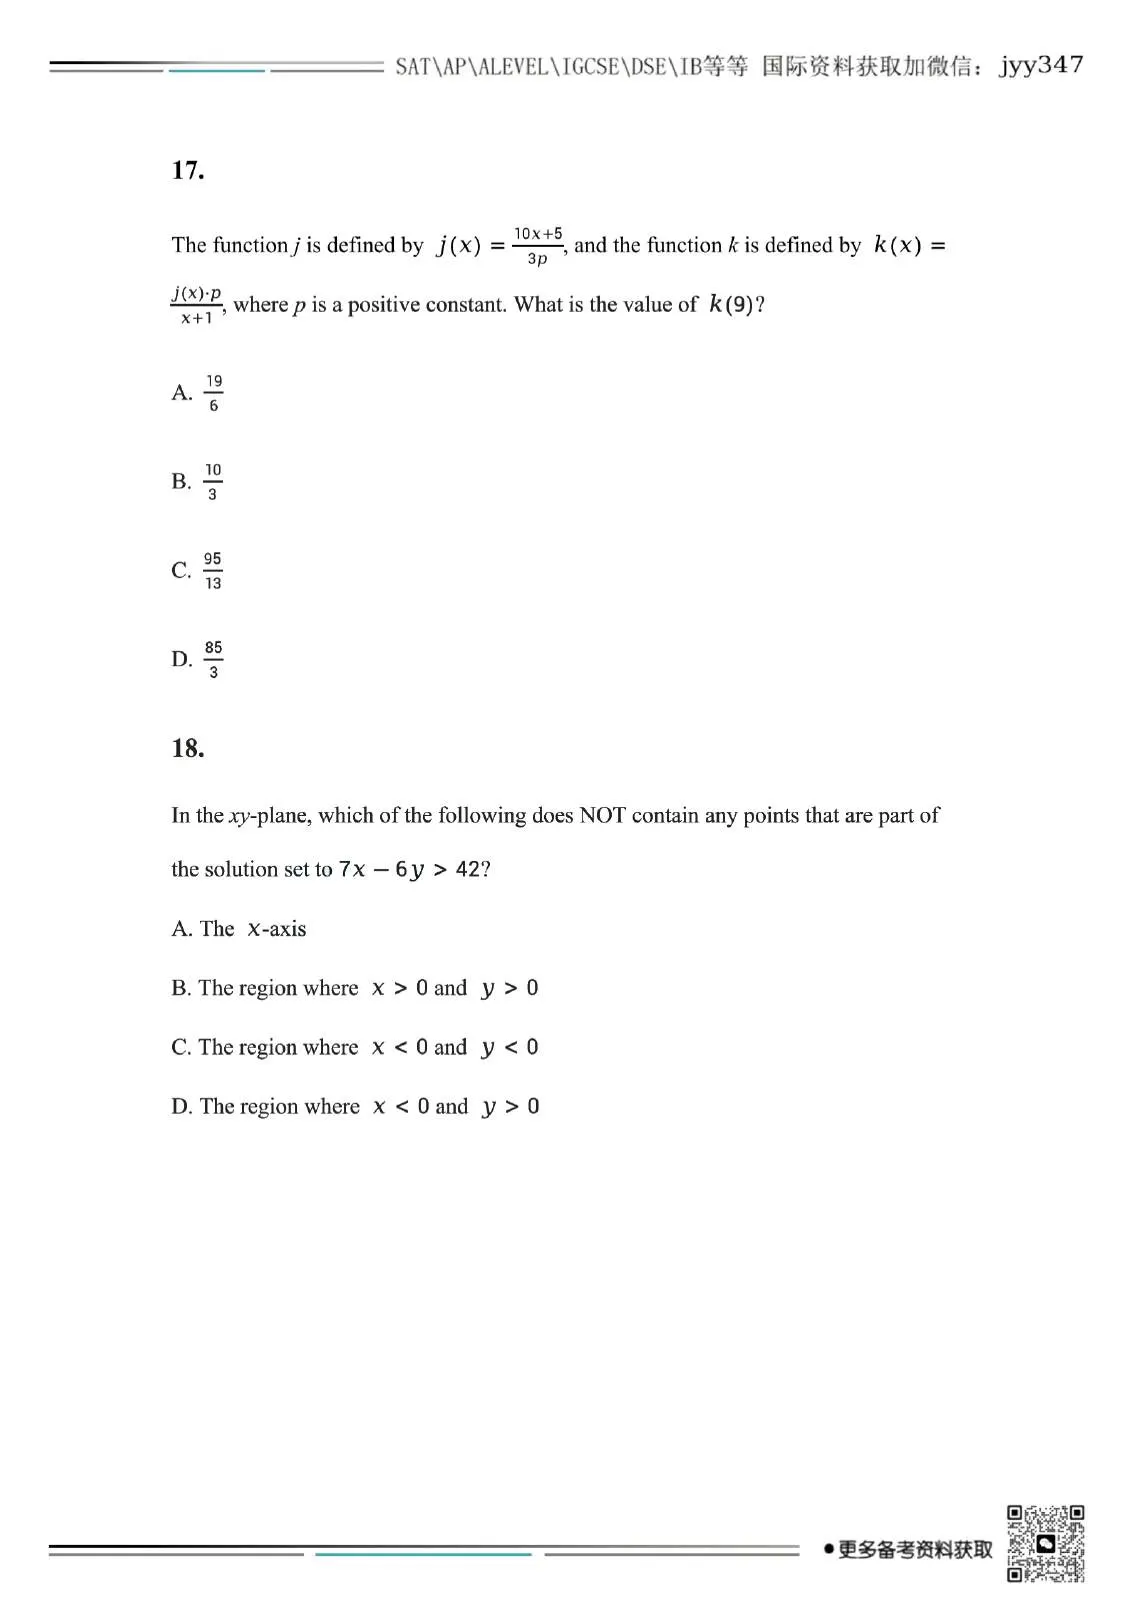 SAT\AP\ALEVEL\IGCSE\DSE\IB等等 国际资料获取加微信：jyy347
17.
The function j is defined by j(x) = (10x+5)/(3p), and the function k is defined by k(x) =
(j(x)·p)/(x+1), where p is a positive constant. What is the value of k(9)?
A. 19/6
B. 10/3
C. 95/13
D. 85/3
18.
In the xy-plane, which of the following does NOT contain any points that are part of
the solution set to 7x − 6y > 42?
A. The x-axis
B. The region where x > 0 and y > 0
C. The region where x < 0 and y < 0
D. The region where x < 0 and y > 0
●更多备考资料获取